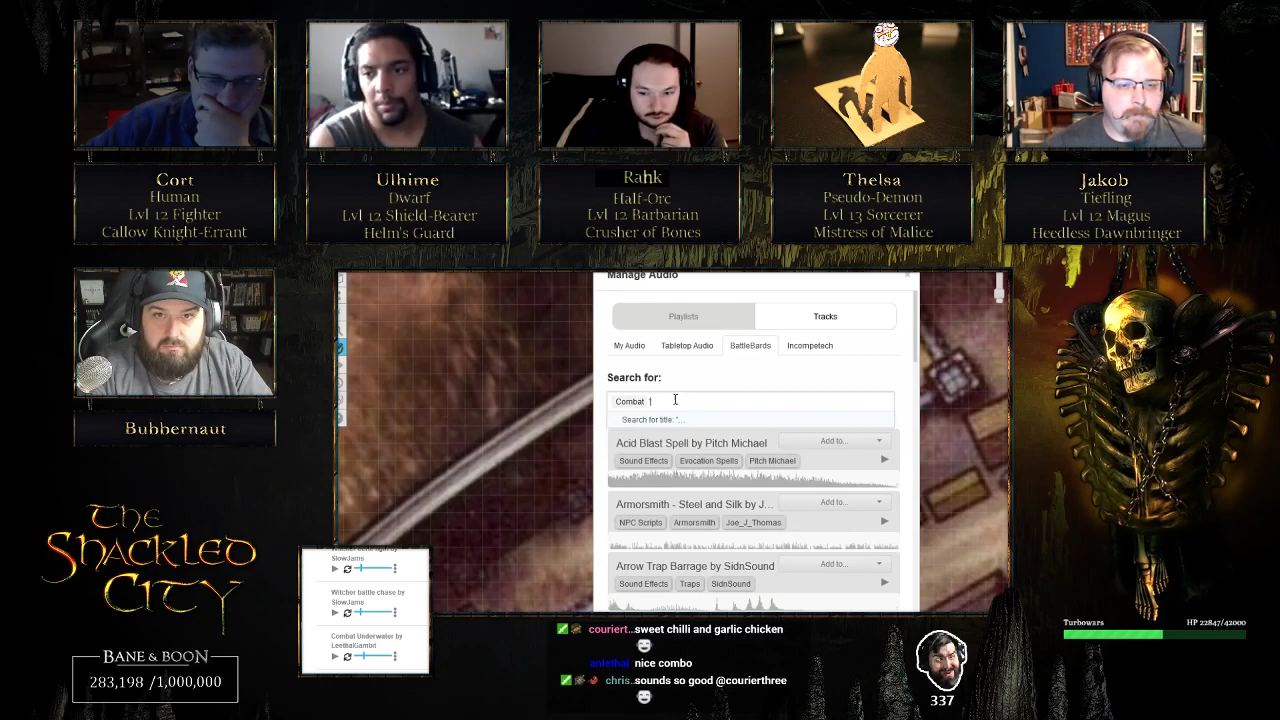 Cort
Human
Lvl 12 Fighter
Callow Knight-Errant
Ulhime
Dwarf
Lvl 12 Shield-Bearer
Helm's Guard
Rahk
Half-Orc
Lvl 12 Barbarian
Crusher of Bones
Thelsa
Pseudo-Demon
Lvl 13 Sorcerer
Mistress of Malice
Jakob
Tiefling
Lvl 12 Magus
Heedless Dawnbringer
Bubbernaut
Manage Audio
Playlists
Tracks
My Audio
Tabletop Audio
BattleBards
Incompetech
Search for:
Combat
Search for title: "...
Acid Blast Spell by Pitch Michael
Add to...
Sound Effects
Evocation Spells
Pitch Michael
Armorsmith - Steel and Silk by J...
Add to...
NPC Scripts
Armorsmith
Joe_J_Thomas
Arrow Trap Barrage by SidnSound
Add to...
Sound Effects
Traps
SidnSound
The
Shackled
City
Bane & Boon
283,198 /1,000,000
SlowJams
Witcher battle chase by
SlowJams
Combat Underwater by
LeethalGambit
couriert...sweet chilli and garlic chicken
nice combo
chris...sounds so good @courierthree
337
Turbowars
HP 22847/42000